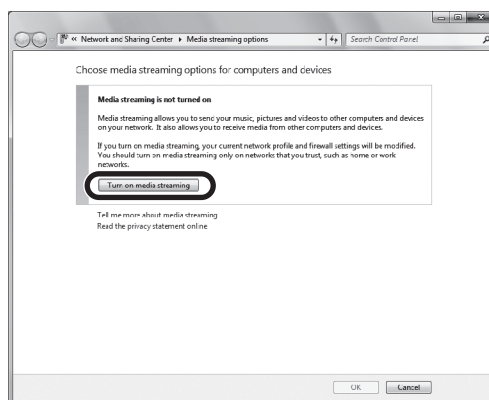 « Network and Sharing Center ▸ Media streaming options
Search Control Panel
Choose media streaming options for computers and devices
Media streaming is not turned on
Media streaming allows you to send your music, pictures and videos to other computers and devices
on your network. It also allows you to receive media from other computers and devices.
If you turn on media streaming, your current network profile and firewall settings will be modified.
You should turn on media streaming only on networks that you trust, such as home or work
networks.
Turn on media streaming
Tell me more about media streaming
Read the privacy statement online
OK
Cancel